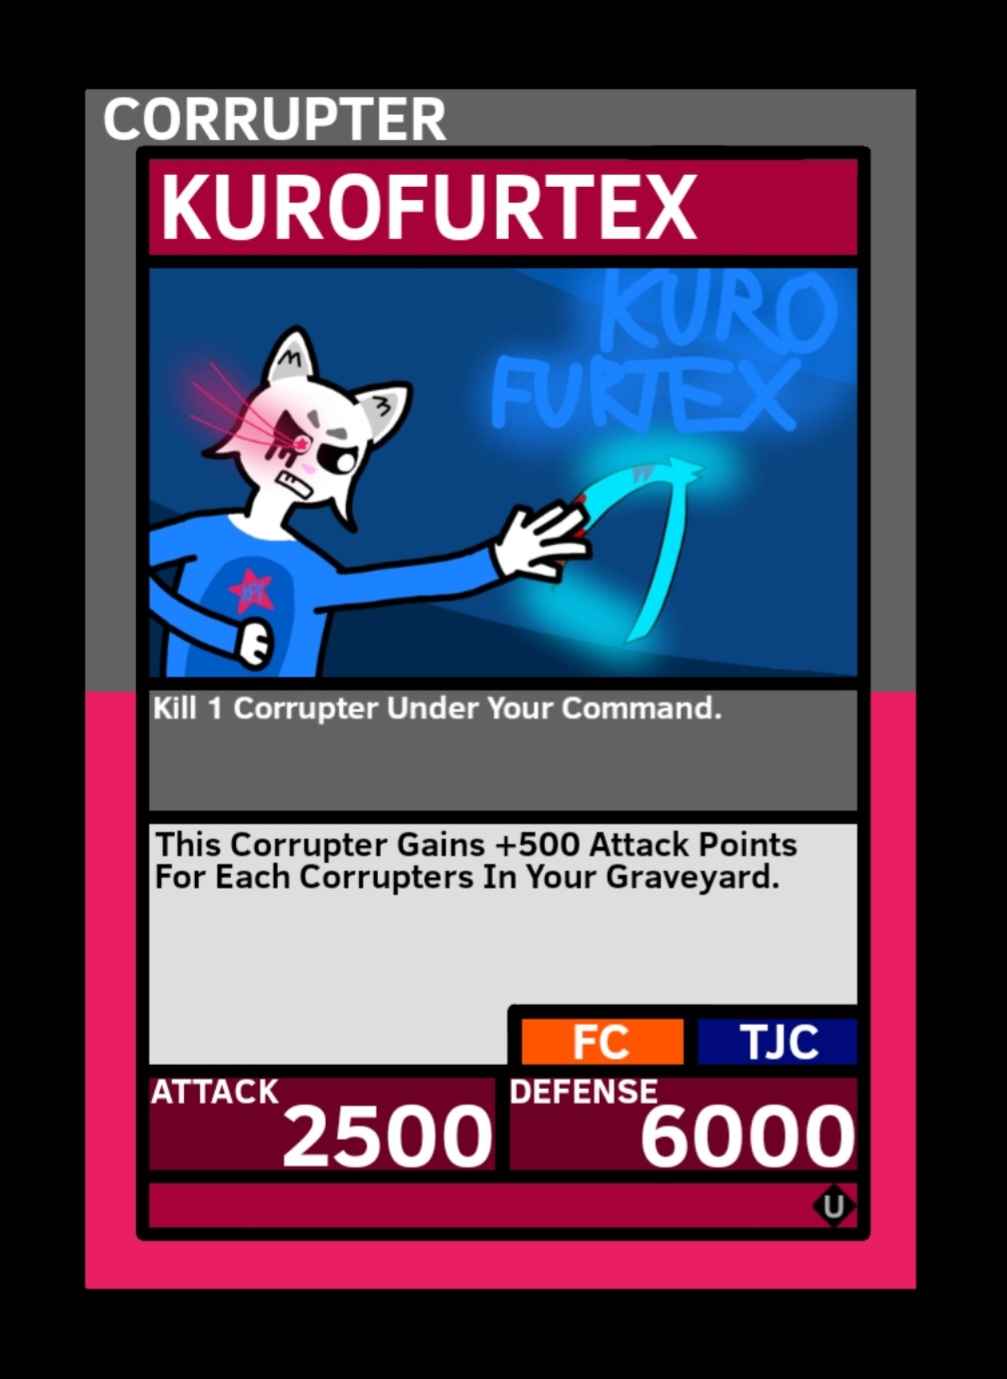 CORRUPTER
KUROFURTEX
KURO
FURTEX
Kill 1 Corrupter Under Your Command.
This Corrupter Gains +500 Attack Points
For Each Corrupters In Your Graveyard.
FC TJC
ATTACK DEFENSE
2500 6000
U